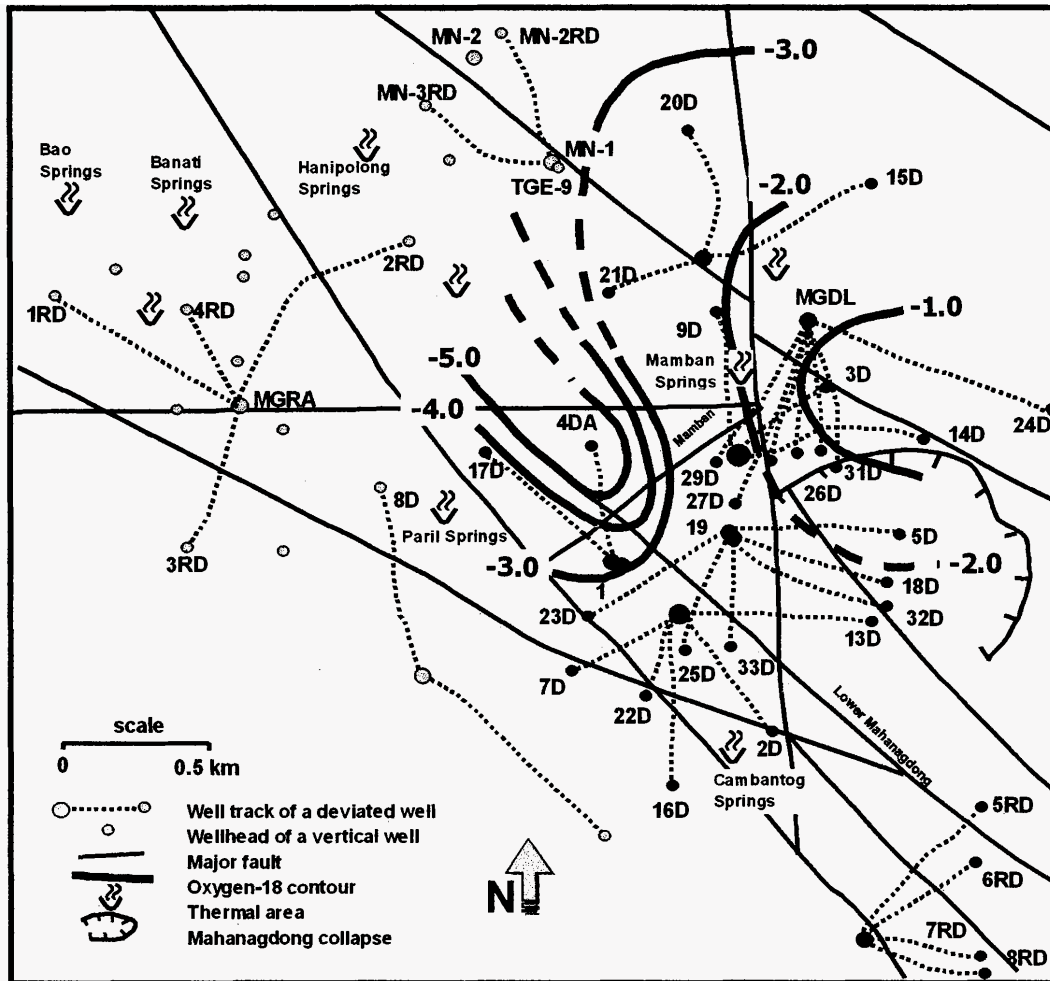 MN-2
MN-2RD
-3.0
MN-3RD
20D
MN-1
TGE-9
Bao
Springs
Banati
Springs
Hanipolong
Springs
-2.0
15D
2RD
21D
MGDL
1RD
4RD
9D
-1.0
-5.0
Mamban
Springs
3D
MGRA
-4.0
4DA
Mamban
24D
17D
14D
29D
31D
8D
27D
26D
Paril Springs
19
5D
3RD
-3.0
-2.0
1
18D
23D
32D
13D
33D
25D
7D
22D
Lower Mahanagdong
scale
2D
0
0.5 km
Cambantog
Springs
16D
5RD
Well track of a deviated well
Wellhead of a vertical well
Major fault
6RD
Oxygen-18 contour
N
Thermal area
7RD
Mahanagdong collapse
8RD